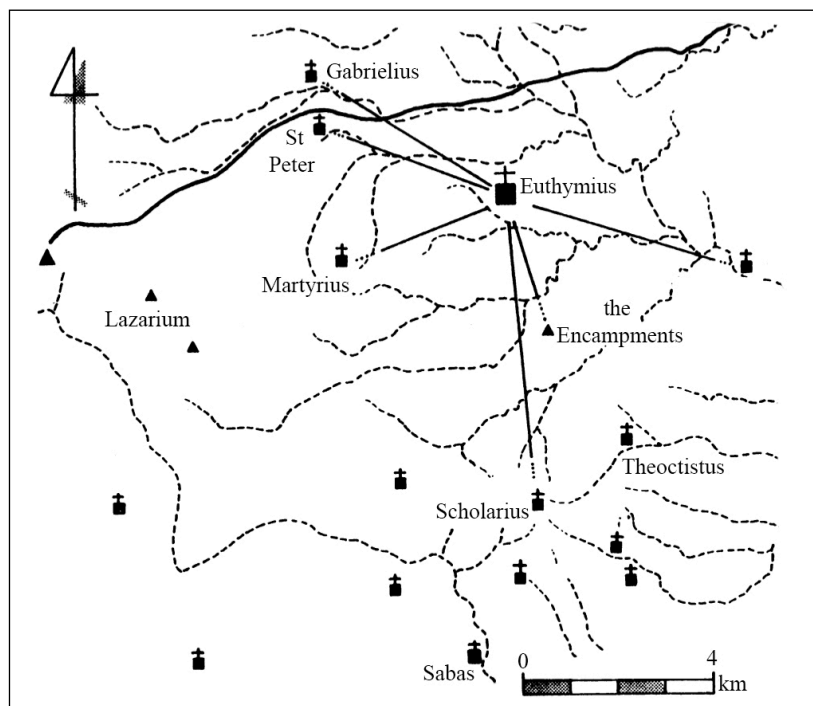 Gabrielius
St
Peter
Euthymius
Martyrius
Lazarium
the
Encampments
Theoctistus
Scholarius
Sabas
0 4
km